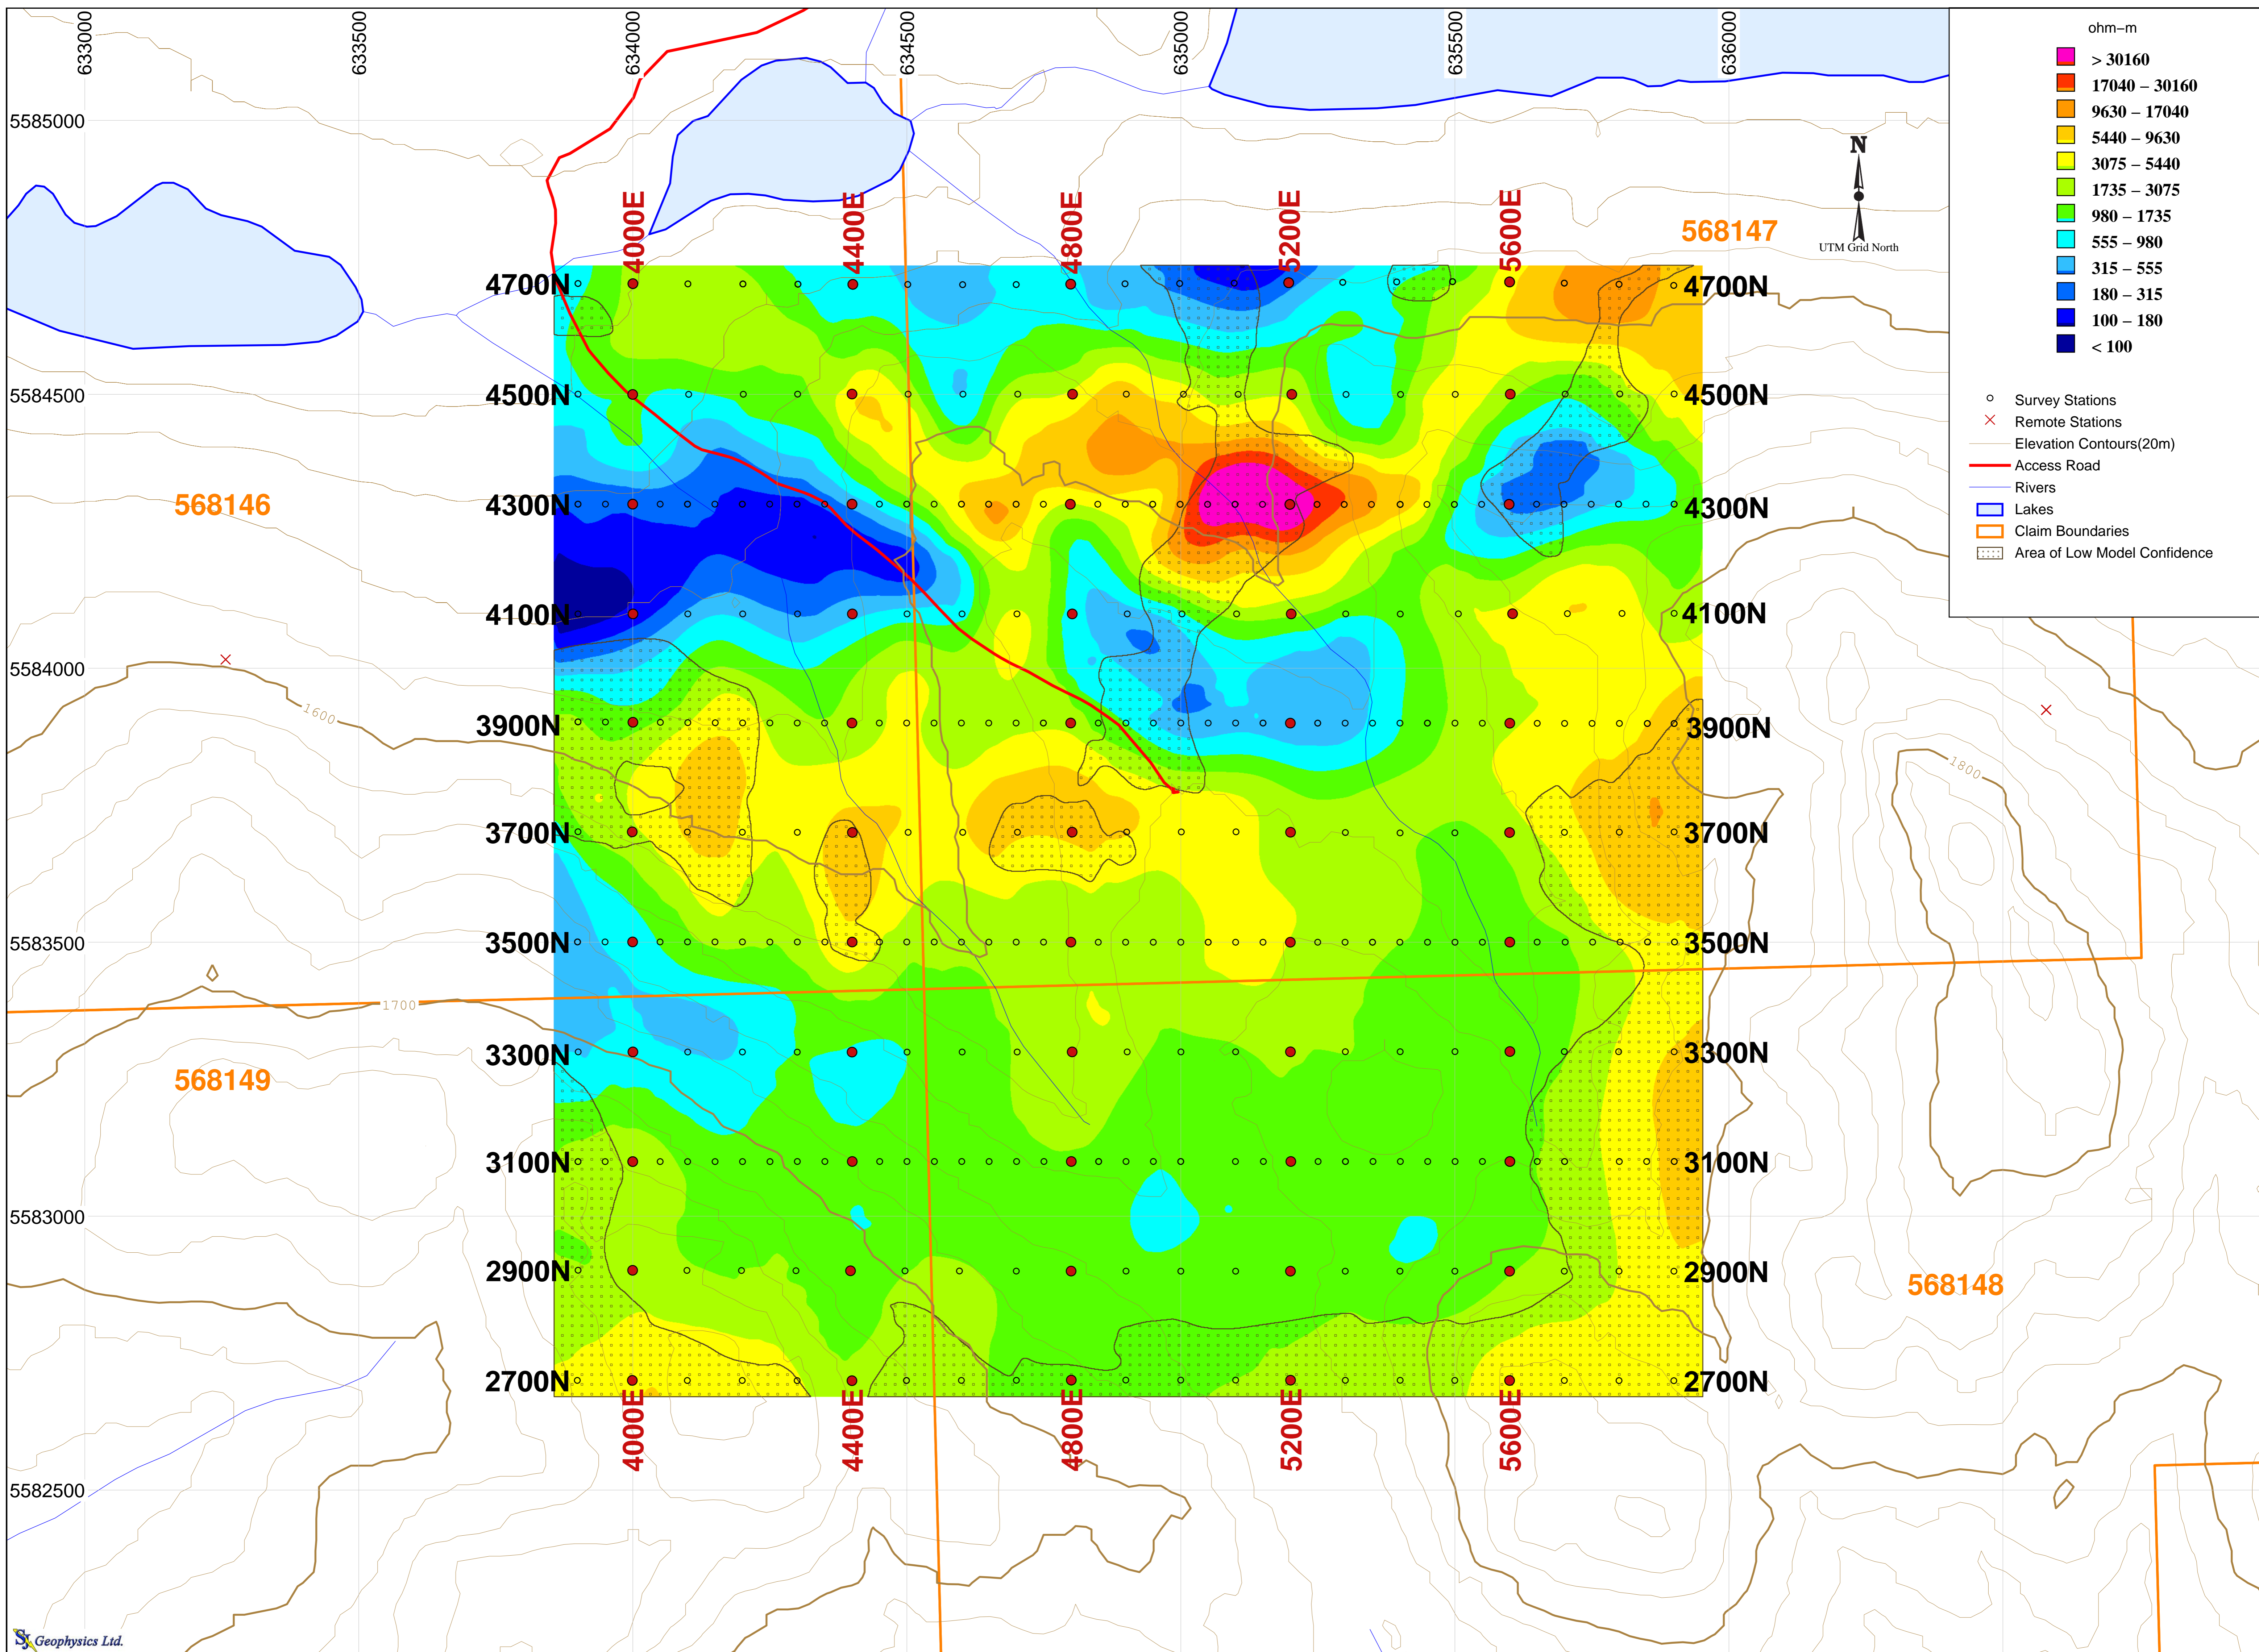 633000 633500 634000 634500 635000 635500 636000
ohm–m
> 30160
17040 – 30160
9630 – 17040
5440 – 9630
3075 – 5440
1735 – 3075
980 – 1735
555 – 980
315 – 555
180 – 315
100 – 180
< 100
Survey Stations
Remote Stations
Elevation Contours(20m)
Access Road
Rivers
Lakes
Claim Boundaries
Area of Low Model Confidence
5585000
N
UTM Grid North
568147
4000E 4400E 4800E 5200E 5600E
4700N 4700N
5584500
4500N 4500N
568146
4300N 4300N
4100N 4100N
5584000
1600
3900N 3900N
1800
3700N 3700N
5583500
3500N 3500N
1700
3300N 3300N
568149
3100N 3100N
5583000
2900N 2900N
568148
2700N 2700N
4000E 4400E 4800E 5200E 5600E
5582500
SJ Geophysics Ltd.